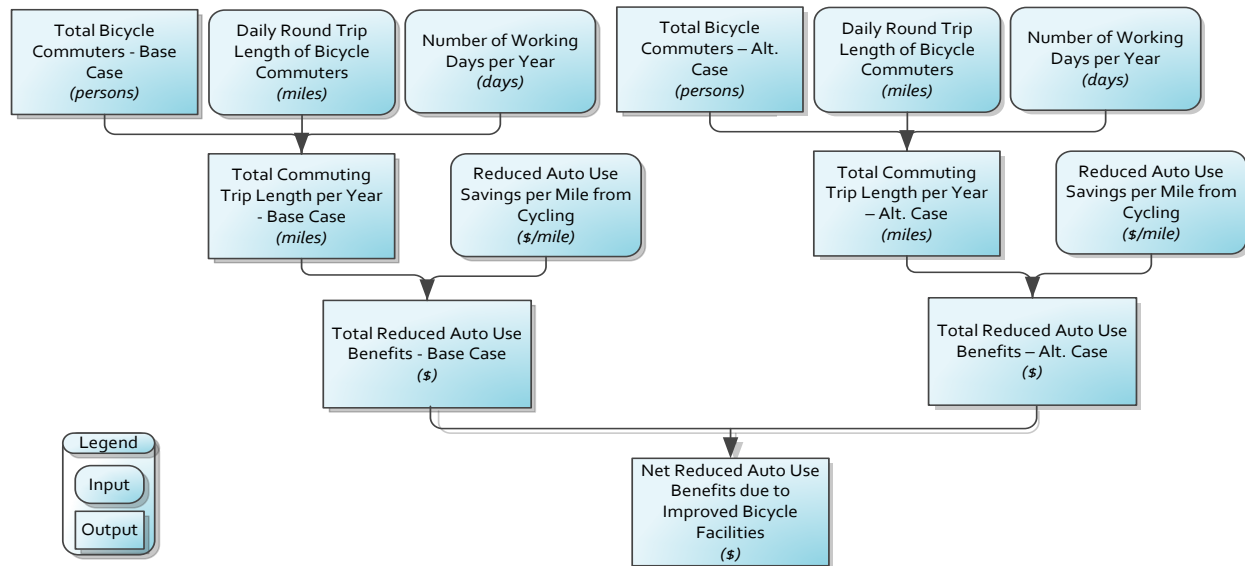 Total Bicycle
Commuters - Base
Case
(persons)
Daily Round Trip
Length of Bicycle
Commuters
(miles)
Number of Working
Days per Year
(days)
Total Bicycle
Commuters – Alt.
Case
(persons)
Daily Round Trip
Length of Bicycle
Commuters
(miles)
Number of Working
Days per Year
(days)
Total Commuting
Trip Length per Year
- Base Case
(miles)
Reduced Auto Use
Savings per Mile from
Cycling
($/mile)
Total Commuting
Trip Length per Year
– Alt. Case
(miles)
Reduced Auto Use
Savings per Mile from
Cycling
($/mile)
Total Reduced Auto Use
Benefits - Base Case
($)
Total Reduced Auto Use
Benefits – Alt. Case
($)
Legend
Input
Output
Net Reduced Auto Use
Benefits due to
Improved Bicycle
Facilities
($)